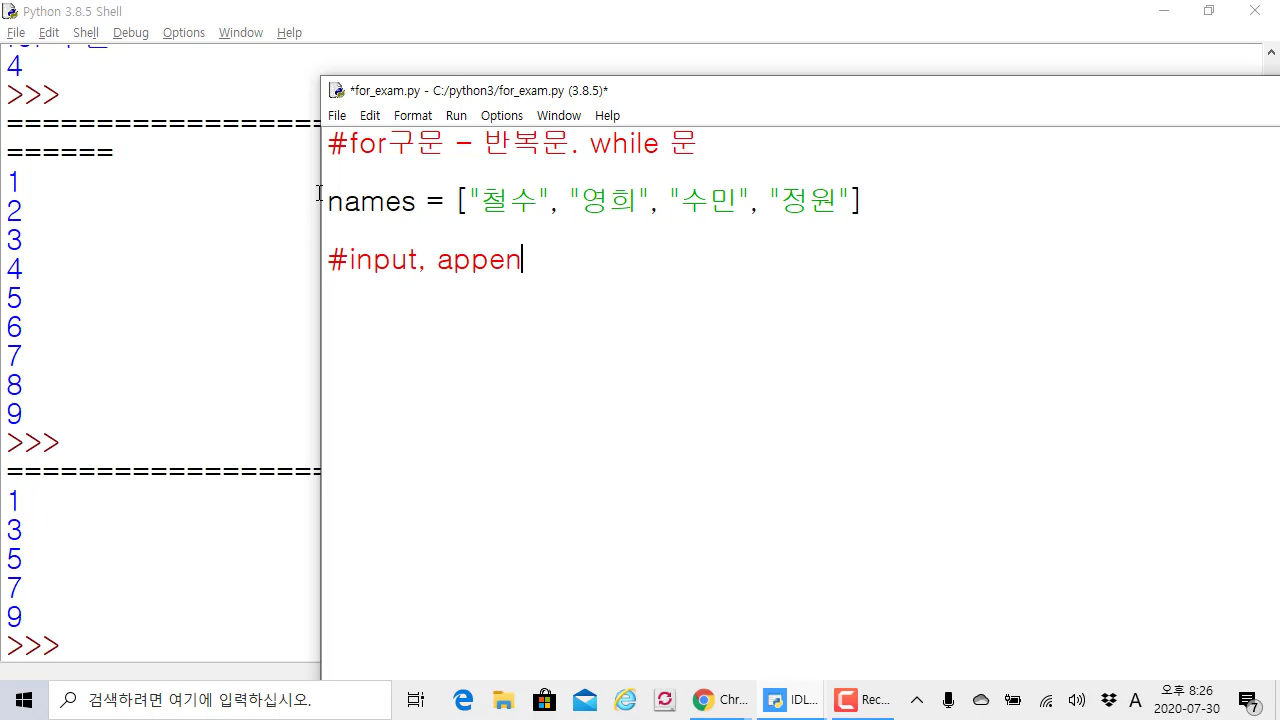 Python 3.8.5 Shell
File Edit Shell Debug Options Window Help
4
>>>
====================
======
1
2
3
4
5
6
7
8
9
>>>
====================
1
3
5
7
9
>>>
*for_exam.py - C:/python3/for_exam.py (3.8.5)*
File Edit Format Run Options Window Help
#for구문 - 반복문. while 문
names = ["철수", "영희", "수민", "정원"]
#input, appen
검색하려면 여기에 입력하십시오.
Chr...
IDL...
Rec...
A
오후 8:26
2020-07-30
7